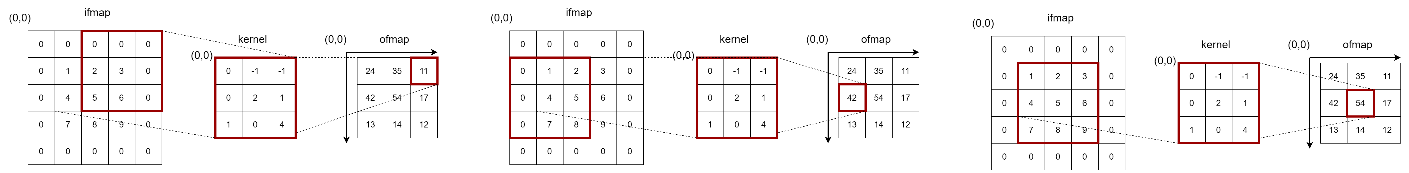 ifmap
(0,0)
kernel
(0,0)
(0,0)
ofmap
0 0 0 0 0
0 1 2 3 0
0 4 5 6 0
0 7 8 9 0
0 0 0 0 0
0 -1 -1
0 2 1
1 0 4
24 35 11
42 54 17
13 14 12
ifmap
(0,0)
kernel
(0,0)
(0,0)
ofmap
0 0 0 0 0
0 1 2 3 0
0 4 5 6 0
0 7 8 9 0
0 0 0 0 0
0 -1 -1
0 2 1
1 0 4
24 35 11
42 54 17
13 14 12
ifmap
(0,0)
kernel
(0,0)
(0,0)
ofmap
0 0 0 0 0
0 1 2 3 0
0 4 5 6 0
0 7 8 9 0
0 0 0 0 0
0 -1 -1
0 2 1
1 0 4
24 35 11
42 54 17
13 14 12